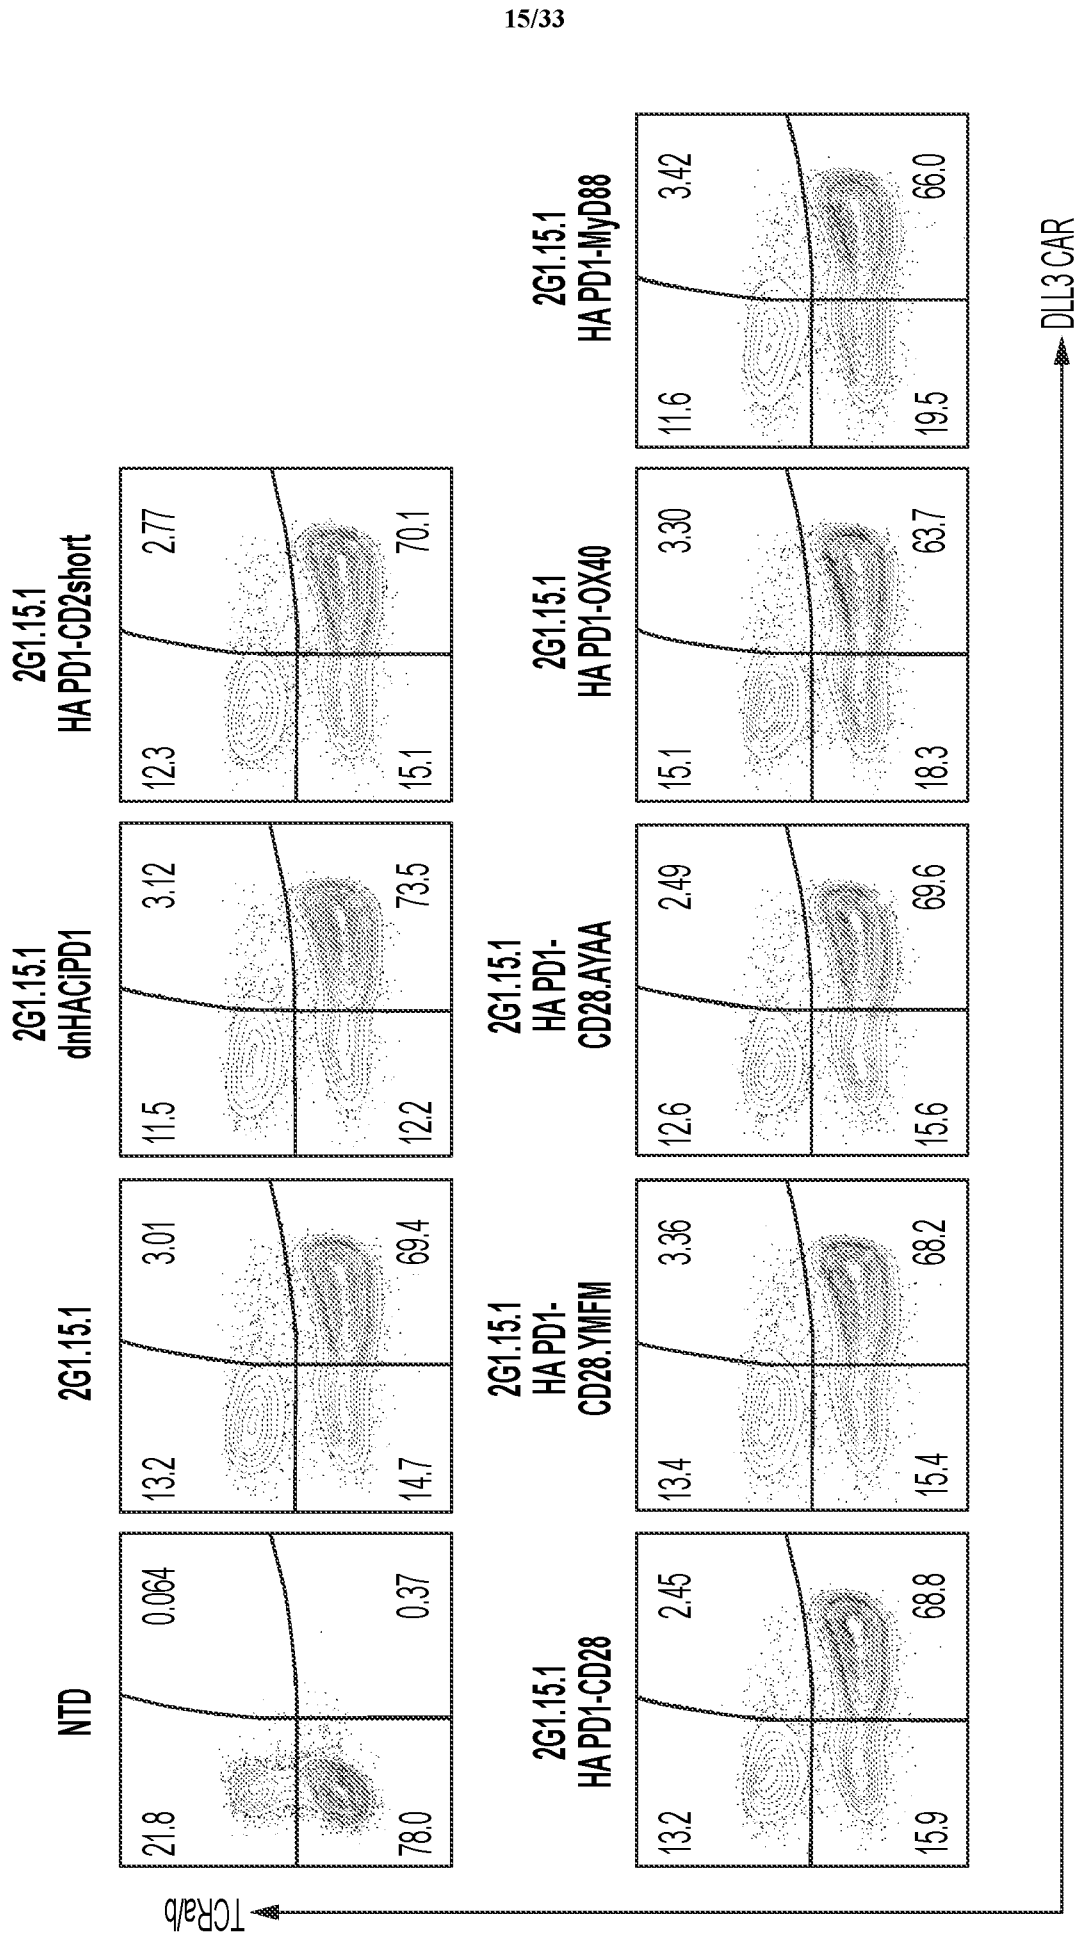 15/33
NTD
21.8
0.064
78.0
0.37
2G1.15.1
13.2
3.01
14.7
69.4
2G1.15.1
dnHACiPD1
11.5
3.12
12.2
73.5
2G1.15.1
HA PD1-CD2short
12.3
2.77
15.1
70.1
2G1.15.1
HA PD1-CD28
13.2
2.45
15.9
68.8
2G1.15.1
HA PD1-
CD28.YMFM
13.4
3.36
15.4
68.2
2G1.15.1
HA PD1-
CD28.AYAA
12.6
2.49
15.6
69.6
2G1.15.1
HA PD1-OX40
15.1
3.30
18.3
63.7
2G1.15.1
HA PD1-MyD88
11.6
3.42
19.5
66.0
TCRa/b
DLL3 CAR